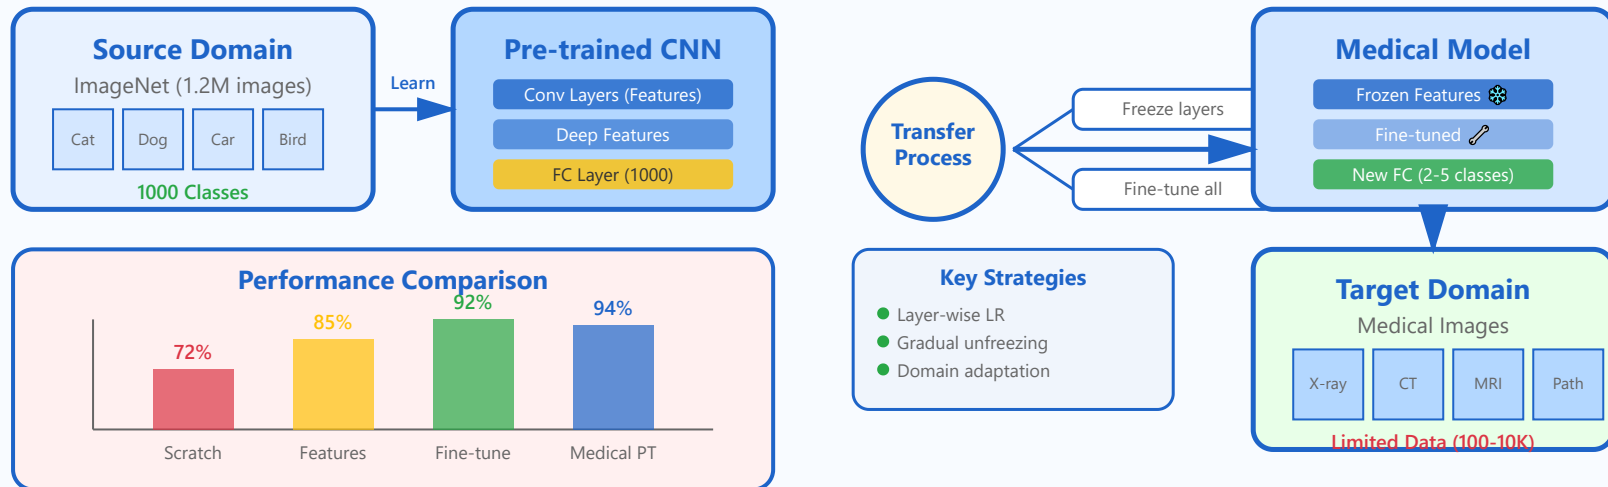 Source Domain
ImageNet (1.2M images)
Cat
Dog
Car
Bird
1000 Classes
Learn
Pre-trained CNN
Conv Layers (Features)
Deep Features
FC Layer (1000)
Transfer
Process
Freeze layers
Fine-tune all
Medical Model
Frozen Features
Fine-tuned
New FC (2-5 classes)
Performance Comparison
72%
85%
92%
94%
Scratch
Features
Fine-tune
Medical PT
Key Strategies
Layer-wise LR
Gradual unfreezing
Domain adaptation
Target Domain
Medical Images
X-ray
CT
MRI
Path
Limited Data (100-10K)